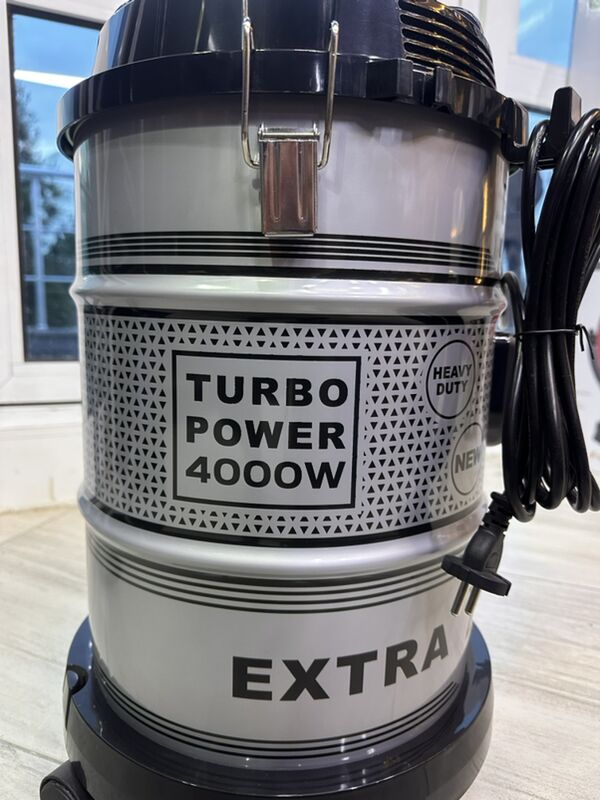 TURBO
POWER
4000W
HEAVY
DUTY
NEW
EXTRA